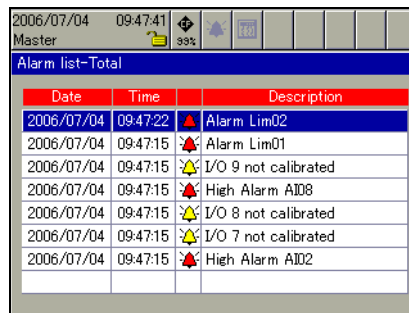 2006/07/04 09:47:41
Master 99%
Alarm list-Total
Date Time Description
2006/07/04 09:47:22 Alarm Lim02
2006/07/04 09:47:15 Alarm Lim01
2006/07/04 09:47:15 I/O 9 not calibrated
2006/07/04 09:47:15 High Alarm AI08
2006/07/04 09:47:15 I/O 8 not calibrated
2006/07/04 09:47:15 I/O 7 not calibrated
2006/07/04 09:47:15 High Alarm AI02